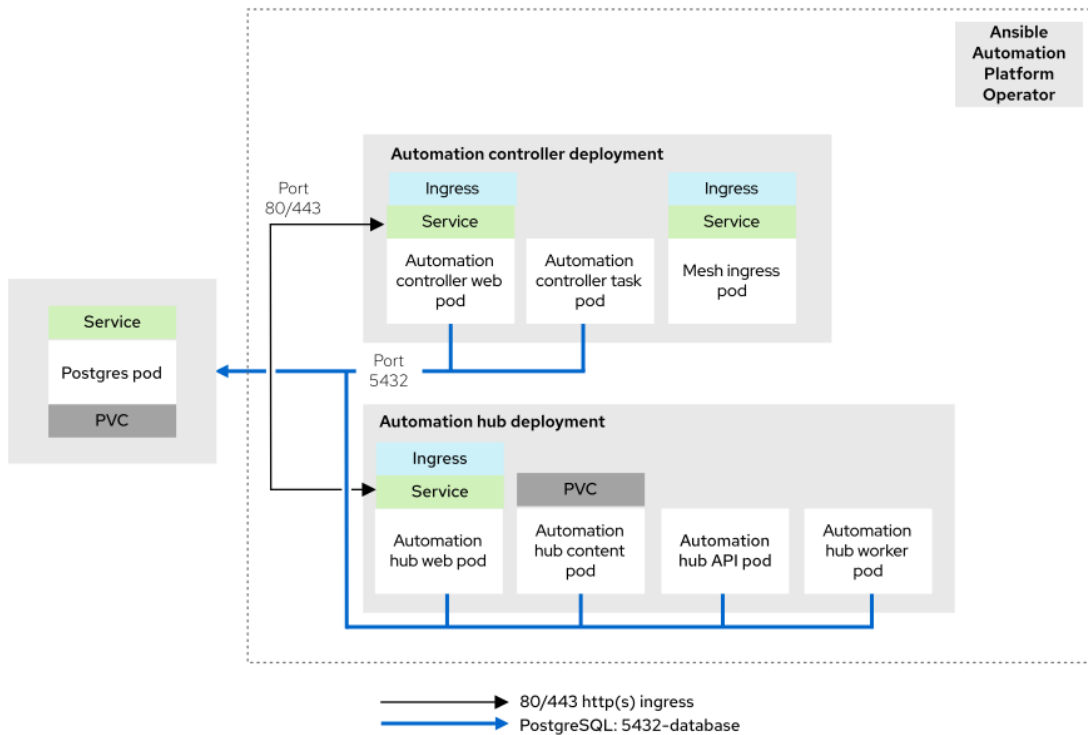 Ansible
Automation
Platform
Operator
Automation controller deployment
Ingress
Service
Automation
controller web
pod
Automation
controller task
pod
Ingress
Service
Mesh ingress
pod
Port
80/443
Service
Postgres pod
PVC
Port
5432
Automation hub deployment
Ingress
Service
Automation
hub web pod
PVC
Automation
hub content
pod
Automation
hub API pod
Automation
hub worker
pod
80/443 http(s) ingress
PostgreSQL: 5432-database